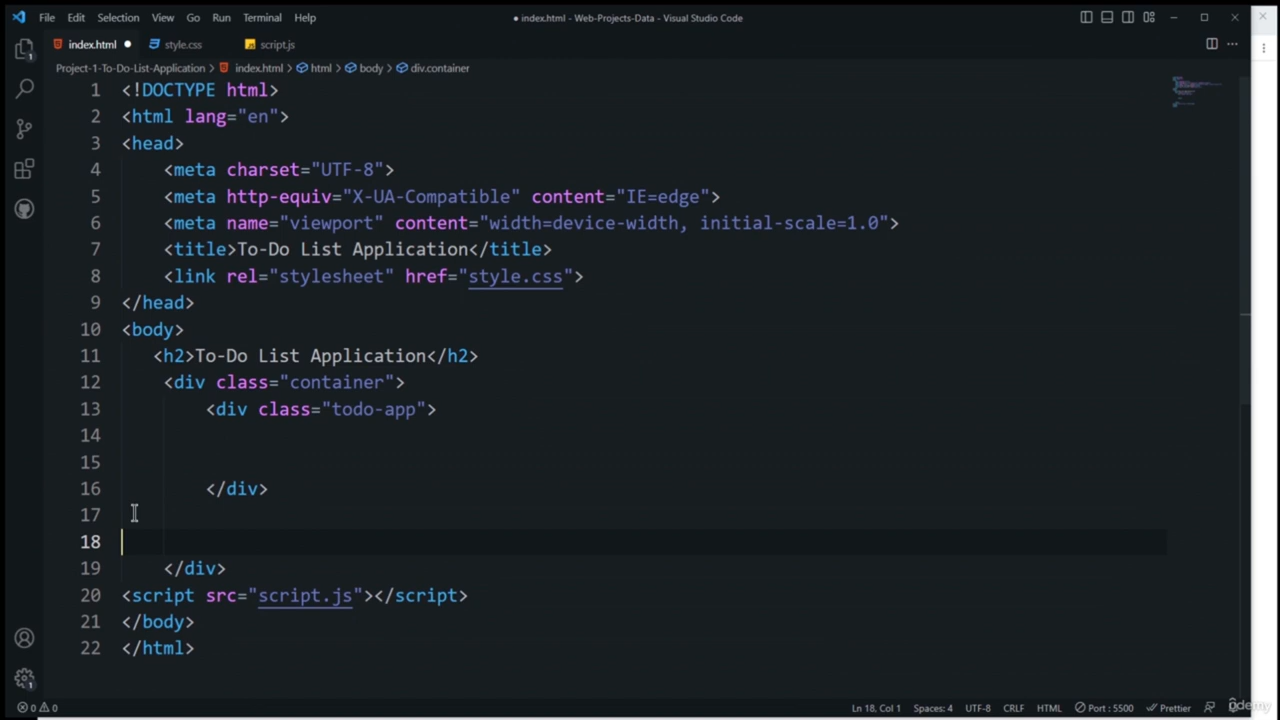 File Edit Selection View Go Run Terminal Help ● index.html - Web-Projects-Data - Visual Studio Code
index.html ● style.css script.js
Project-1-To-Do-List-Application > index.html > html > body > div.container
1 <!DOCTYPE html>
2 <html lang="en">
3 <head>
4 <meta charset="UTF-8">
5 <meta http-equiv="X-UA-Compatible" content="IE=edge">
6 <meta name="viewport" content="width=device-width, initial-scale=1.0">
7 <title>To-Do List Application</title>
8 <link rel="stylesheet" href="style.css">
9 </head>
10 <body>
11 <h2>To-Do List Application</h2>
12 <div class="container">
13 <div class="todo-app">
14
15
16 </div>
17
18
19 </div>
20 <script src="script.js"></script>
21 </body>
22 </html>
0 0 Ln 18, Col 1 Spaces: 4 UTF-8 CRLF HTML Port : 5500 Prettier
udemy